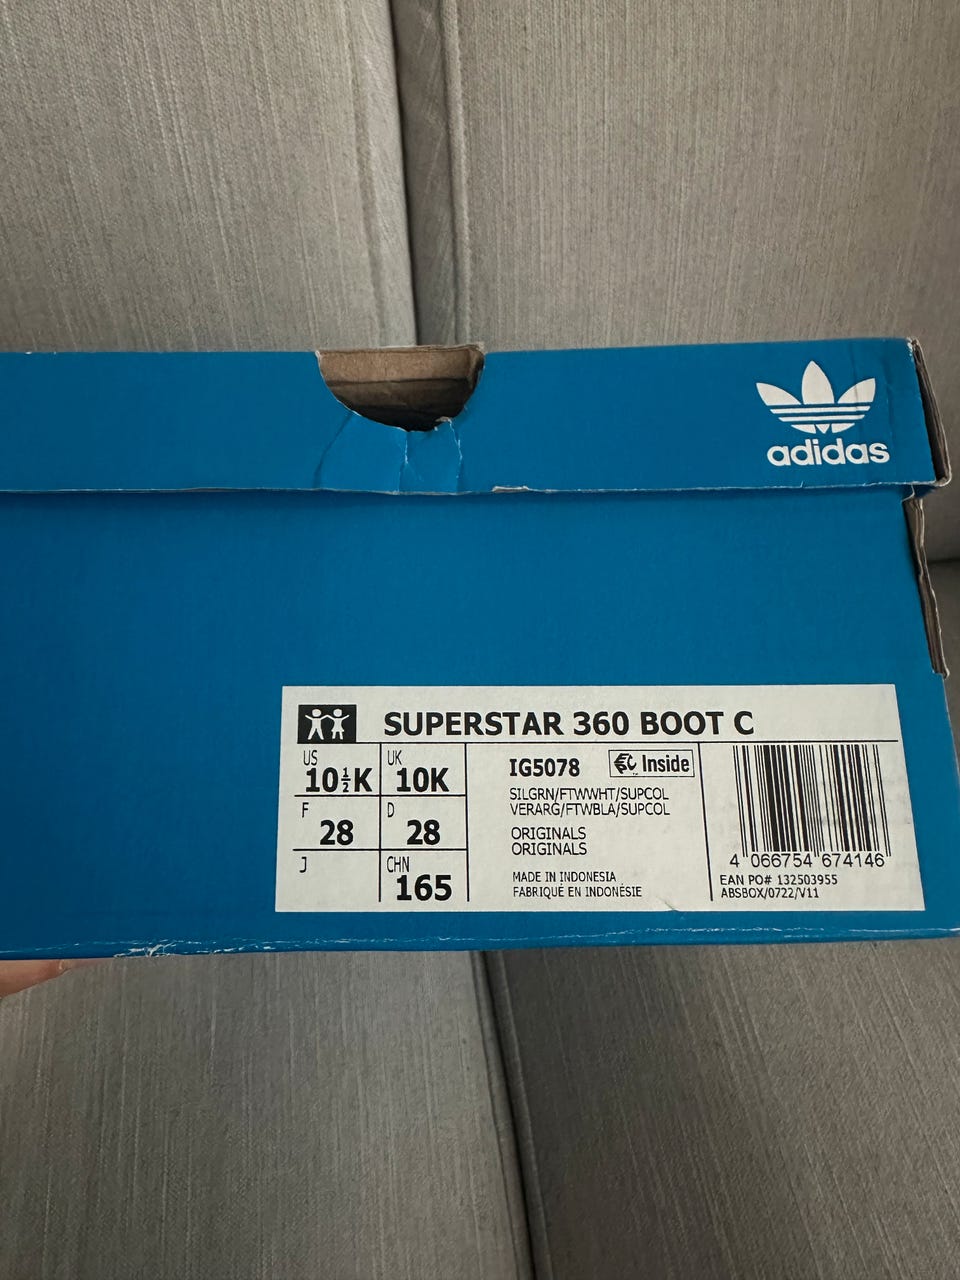 adidas
SUPERSTAR 360 BOOT C
US
10½K
UK
10K
F
28
D
28
J
CHN
165
IG5078
Inside
SILGRN/FTWWHT/SUPCOL
VERARG/FTWBLA/SUPCOL
ORIGINALS
ORIGINALS
MADE IN INDONESIA
FABRIQUÉ EN INDONÉSIE
4 066754 674146
EAN PO# 132503955
ABSBOX/0722/V11